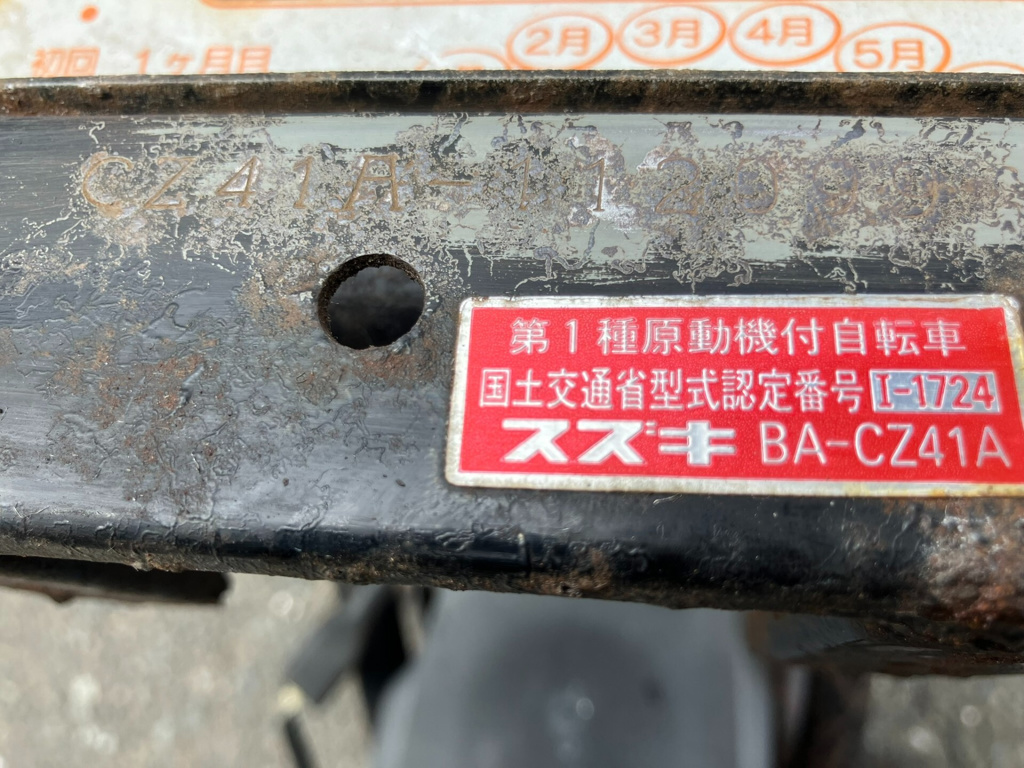 2月 3月 4月 5月
初回 1ヶ月目
CZ41A-1120
第1種原動機付自転車
国土交通省型式認定番号 I-1724
スズキ BA-CZ41A